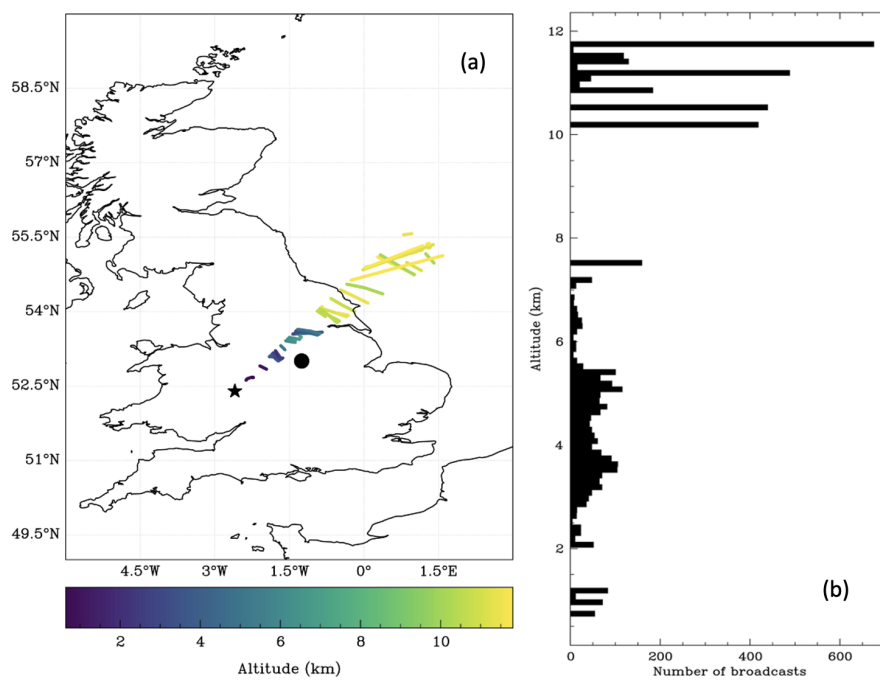 (a)
58.5°N
57°N
55.5°N
54°N
52.5°N
51°N
49.5°N
4.5°W 3°W 1.5°W 0° 1.5°E
2 4 6 8 10
Altitude (km)
12
10
8
6
4
2
Altitude (km)
(b)
0 200 400 600
Number of broadcasts